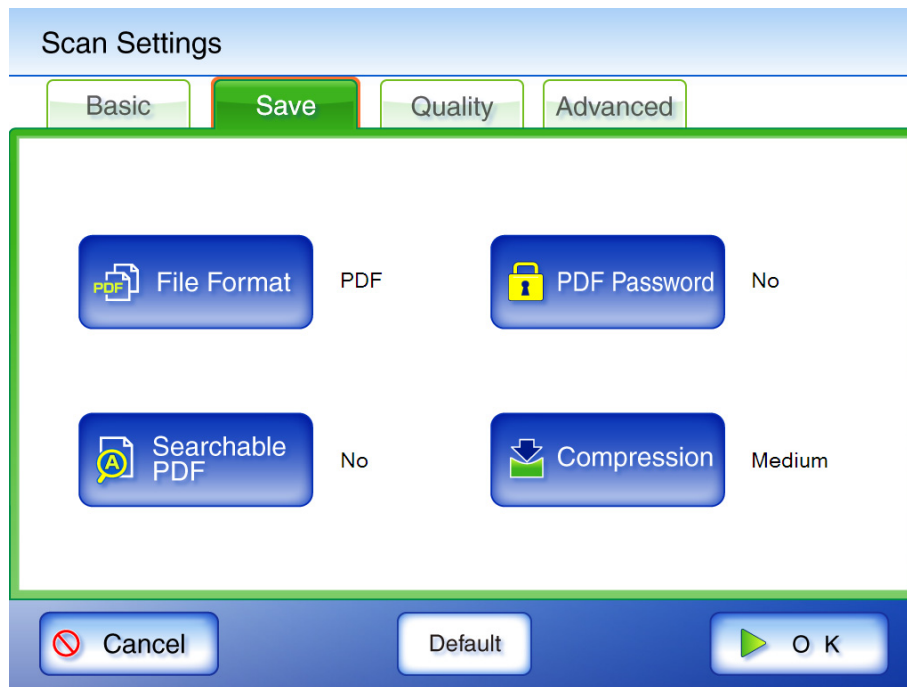 Scan Settings
Basic Save Quality Advanced
PDF File Format PDF
PDF Password No
A Searchable
PDF No
Compression Medium
Cancel Default O K